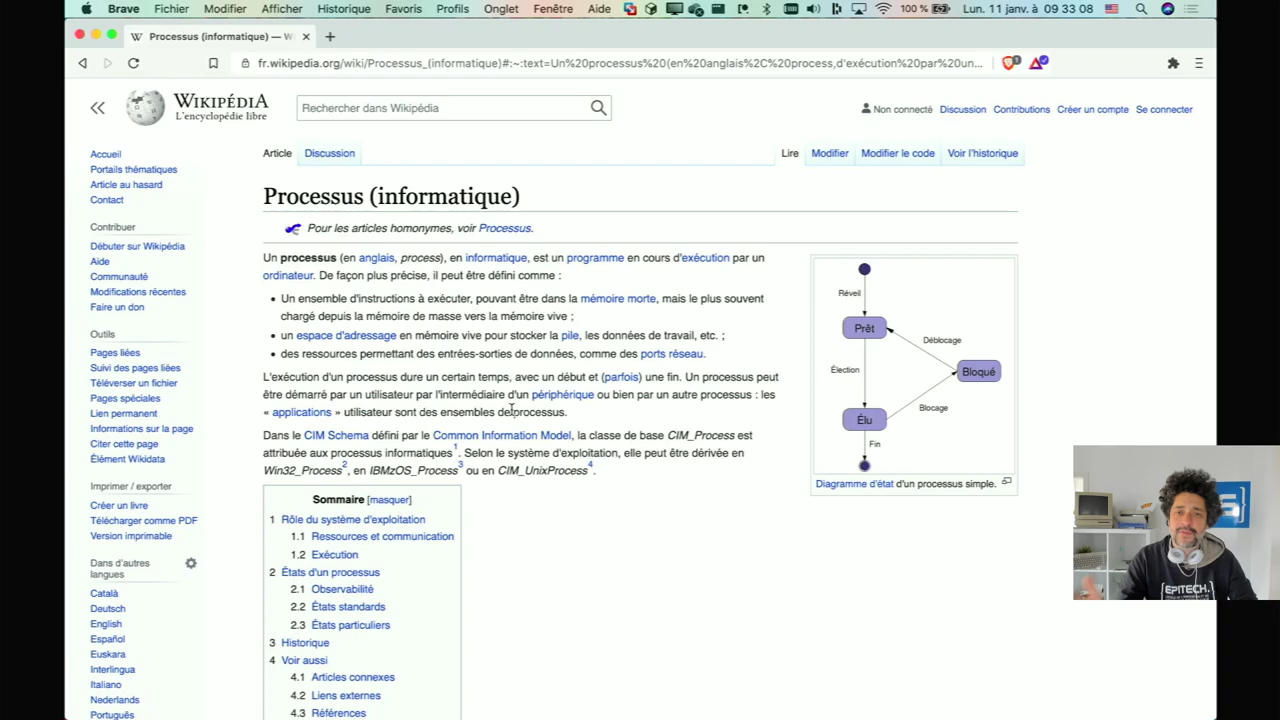 Brave Fichier Modifier Afficher Historique Favoris Profils Onglet Fenêtre Aide 100 % Lun. 11 janv. à 09 33 08
Processus (informatique) — W
fr.wikipedia.org/wiki/Processus_(informatique)#:~:text=Un%20processus%20(en%20anglais%2C%20process,d'exécution%20par%20un...
WIKIPÉDIA
L'encyclopédie libre
Rechercher dans Wikipédia
Non connecté Discussion Contributions Créer un compte Se connecter
Article Discussion Lire Modifier Modifier le code Voir l'historique
Accueil
Portails thématiques
Article au hasard
Contact
Contribuer
Débuter sur Wikipédia
Aide
Communauté
Modifications récentes
Faire un don
Outils
Pages liées
Suivi des pages liées
Téléverser un fichier
Pages spéciales
Lien permanent
Informations sur la page
Citer cette page
Élément Wikidata
Imprimer / exporter
Créer un livre
Télécharger comme PDF
Version imprimable
Dans d'autres
langues
Català
Deutsch
English
Español
Euskara
Interlingua
Italiano
Nederlands
Português
Processus (informatique)
Pour les articles homonymes, voir Processus.
Un processus (en anglais, process), en informatique, est un programme en cours d'exécution par un
ordinateur. De façon plus précise, il peut être défini comme :
• Un ensemble d'instructions à exécuter, pouvant être dans la mémoire morte, mais le plus souvent
chargé depuis la mémoire de masse vers la mémoire vive ;
• un espace d'adressage en mémoire vive pour stocker la pile, les données de travail, etc. ;
• des ressources permettant des entrées-sorties de données, comme des ports réseau.
L'exécution d'un processus dure un certain temps, avec un début et (parfois) une fin. Un processus peut
être démarré par un utilisateur par l'intermédiaire d'un périphérique ou bien par un autre processus : les
« applications » utilisateur sont des ensembles de processus.
Dans le CIM Schema défini par le Common Information Model, la classe de base CIM_Process est
attribuée aux processus informatiques1. Selon le système d'exploitation, elle peut être dérivée en
Win32_Process2, en IBMzOS_Process3 ou en CIM_UnixProcess4.
Sommaire [masquer]
1 Rôle du système d'exploitation
1.1 Ressources et communication
1.2 Exécution
2 États d'un processus
2.1 Observabilité
2.2 États standards
2.3 États particuliers
3 Historique
4 Voir aussi
4.1 Articles connexes
4.2 Liens externes
4.3 Références
Réveil
Prêt
Déblocage
Élection
Bloqué
Blocage
Élu
Fin
Diagramme d'état d'un processus simple.
{EPITECH.}